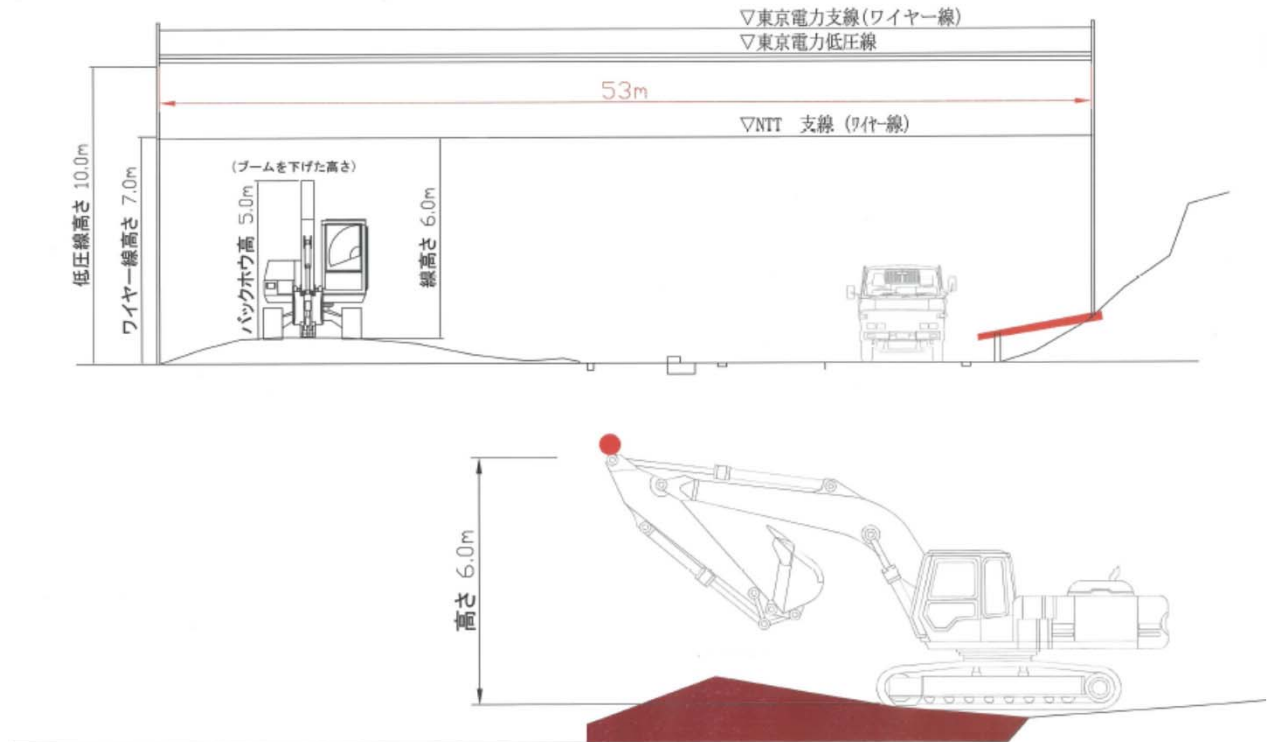 ▽東京電力支線(ワイヤー線)
▽東京電力低圧線
53m
▽NTT 支線 (ワイヤー線)
(ブームを下げた高さ)
低圧線高さ 10.0m
ワイヤー線高さ 7.0m
バックホウ高 5.0m
線高さ 6.0m
高さ 6.0m